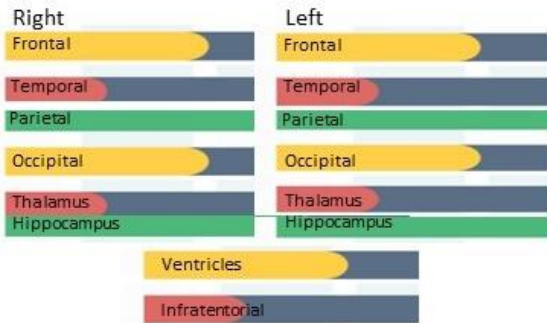 Right
Frontal
Temporal
Parietal
Occipital
Thalamus
Hippocampus
Left
Frontal
Temporal
Parietal
Occipital
Thalamus
Hippocampus
Ventricles
Infratentorial